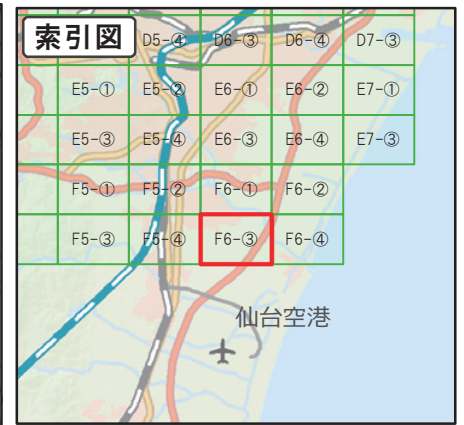 索引図 D5-④ D6-③ D6-④ D7-③
E5-① E5-② E6-① E6-② E7-①
E5-③ E5-④ E6-③ E6-④ E7-③
F5-① F5-② F6-① F6-②
F5-③ F5-④ F6-③ F6-④
仙台空港